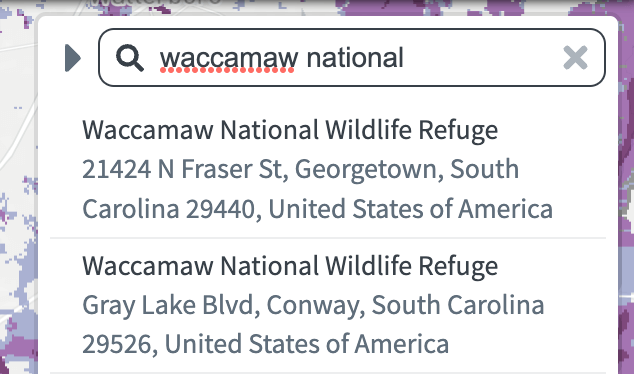 waccamaw national
Waccamaw National Wildlife Refuge
21424 N Fraser St, Georgetown, South
Carolina 29440, United States of America
Waccamaw National Wildlife Refuge
Gray Lake Blvd, Conway, South Carolina
29526, United States of America